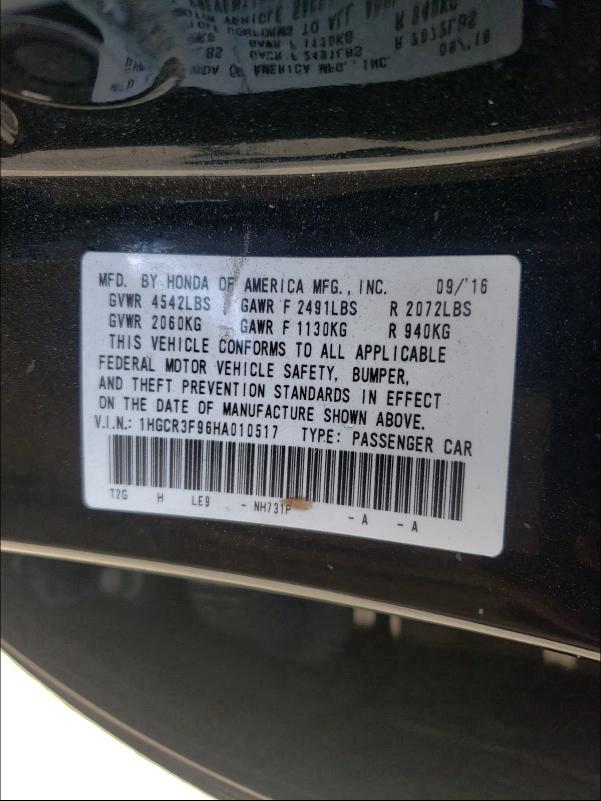 MFD. BY HONDA OF AMERICA MFG., INC. 09/'16
GVWR 4542LBS GAWR F 2491LBS R 2072LBS
GVWR 2060KG GAWR F 1130KG R 940KG
THIS VEHICLE CONFORMS TO ALL APPLICABLE
FEDERAL MOTOR VEHICLE SAFETY, BUMPER,
AND THEFT PREVENTION STANDARDS IN EFFECT
ON THE DATE OF MANUFACTURE SHOWN ABOVE.
V.I.N.: 1HGCR3F96HA010517 TYPE: PASSENGER CAR
T2G H LE9 - NH731P - A - A